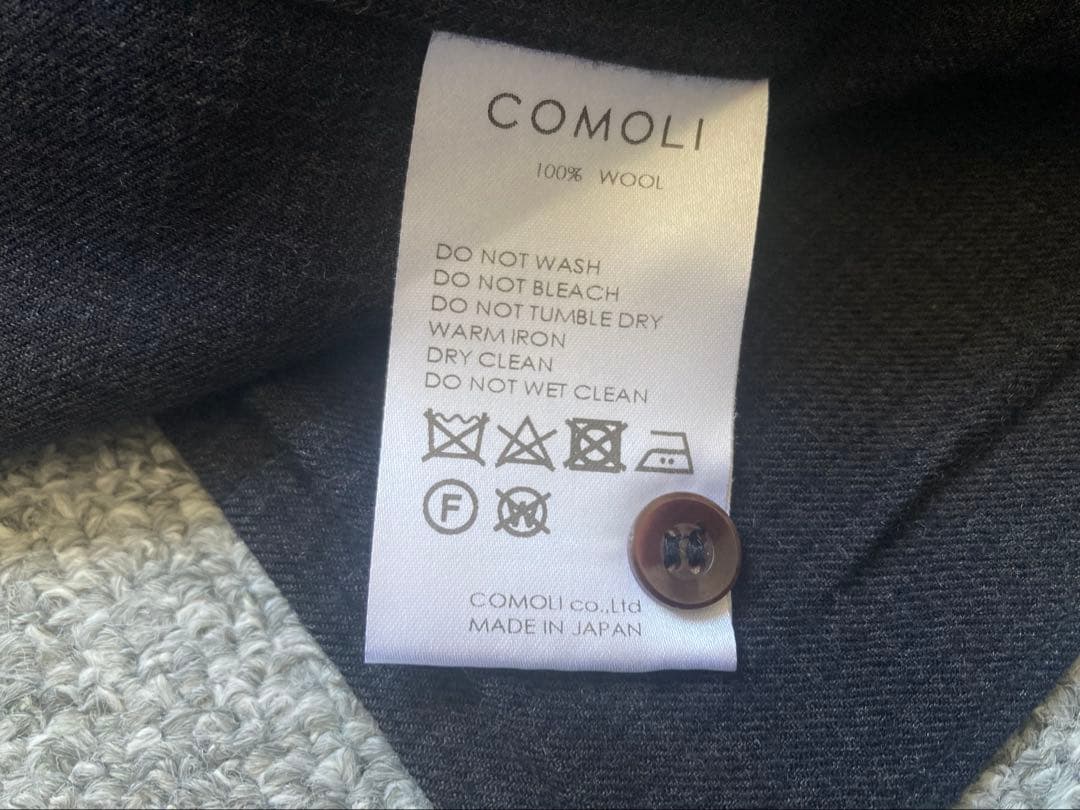 COMOLI
100% WOOL
DO NOT WASH
DO NOT BLEACH
DO NOT TUMBLE DRY
WARM IRON
DRY CLEAN
DO NOT WET CLEAN
F W
COMOLI co.,Ltd
MADE IN JAPAN